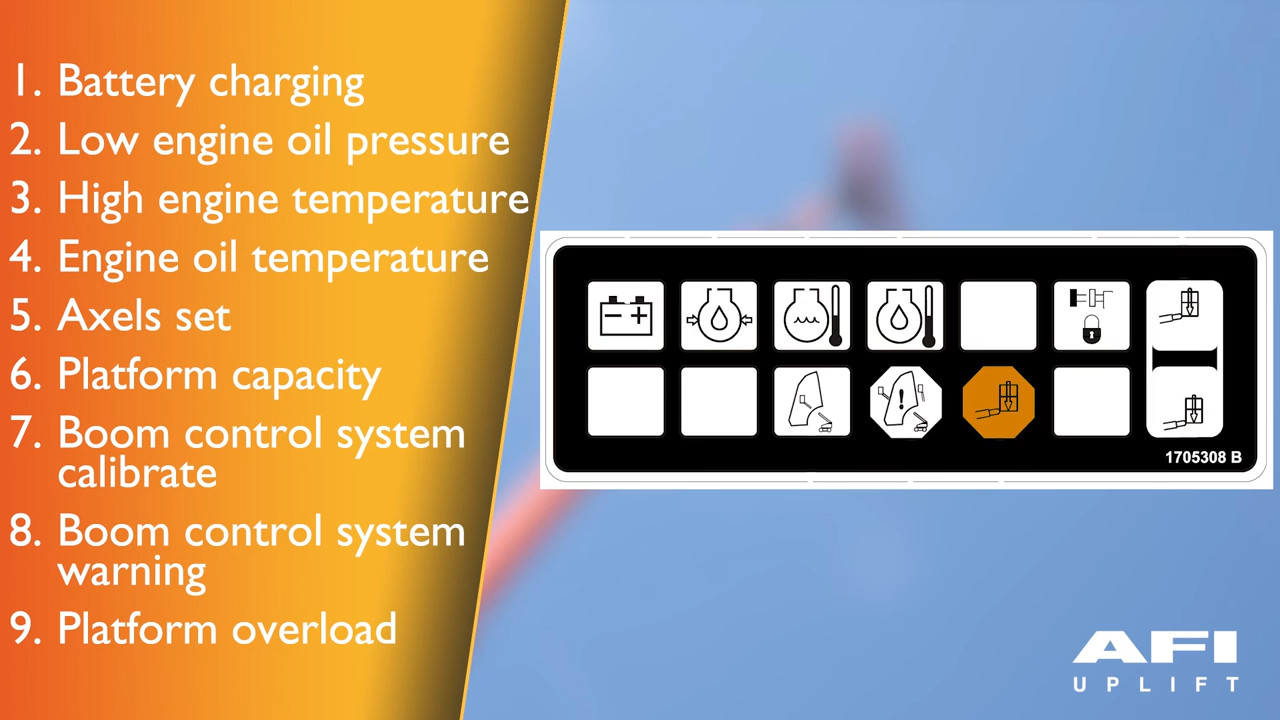 1. Battery charging
2. Low engine oil pressure
3. High engine temperature
4. Engine oil temperature
5. Axels set
6. Platform capacity
7. Boom control system
calibrate
8. Boom control system
warning
9. Platform overload
1705308 B
AFI
UPLIFT